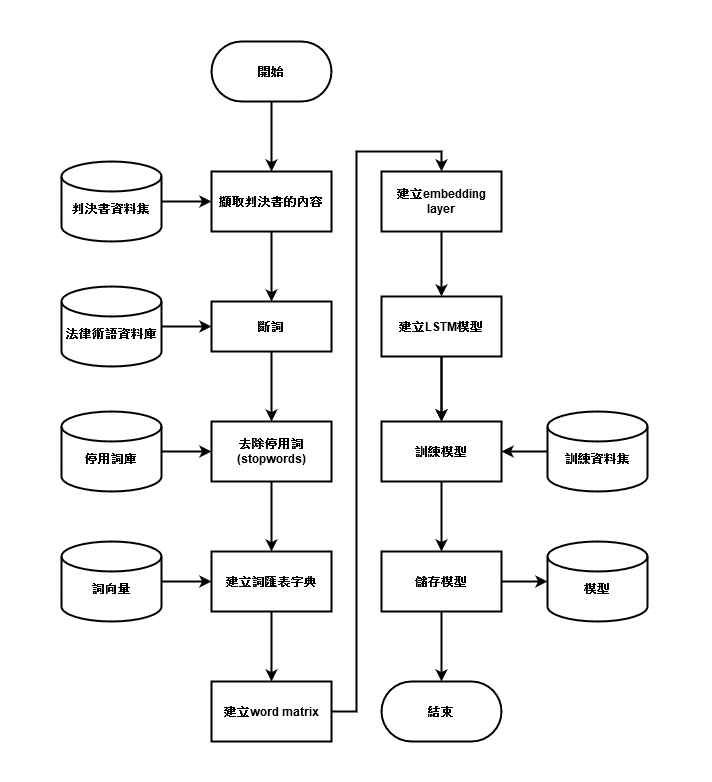 開始
判決書資料集
擷取判決書的內容
法律術語資料庫
斷詞
停用詞庫
去除停用詞
(stopwords)
詞向量
建立詞匯表字典
建立word matrix
建立embedding
layer
建立LSTM模型
訓練模型
訓練資料集
儲存模型
模型
結束